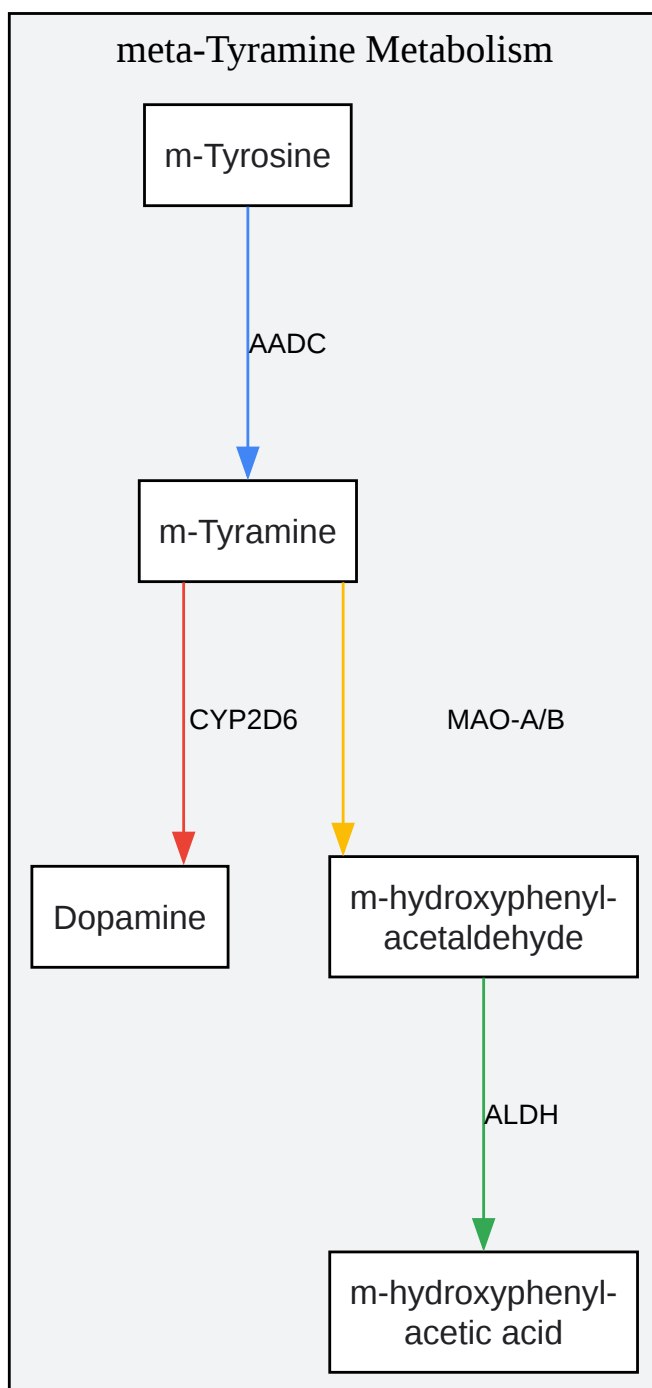 meta-Tyramine Metabolism
m-Tyrosine
AADC
m-Tyramine
CYP2D6
MAO-A/B
Dopamine
m-hydroxyphenyl-
acetaldehyde
ALDH
m-hydroxyphenyl-
acetic acid